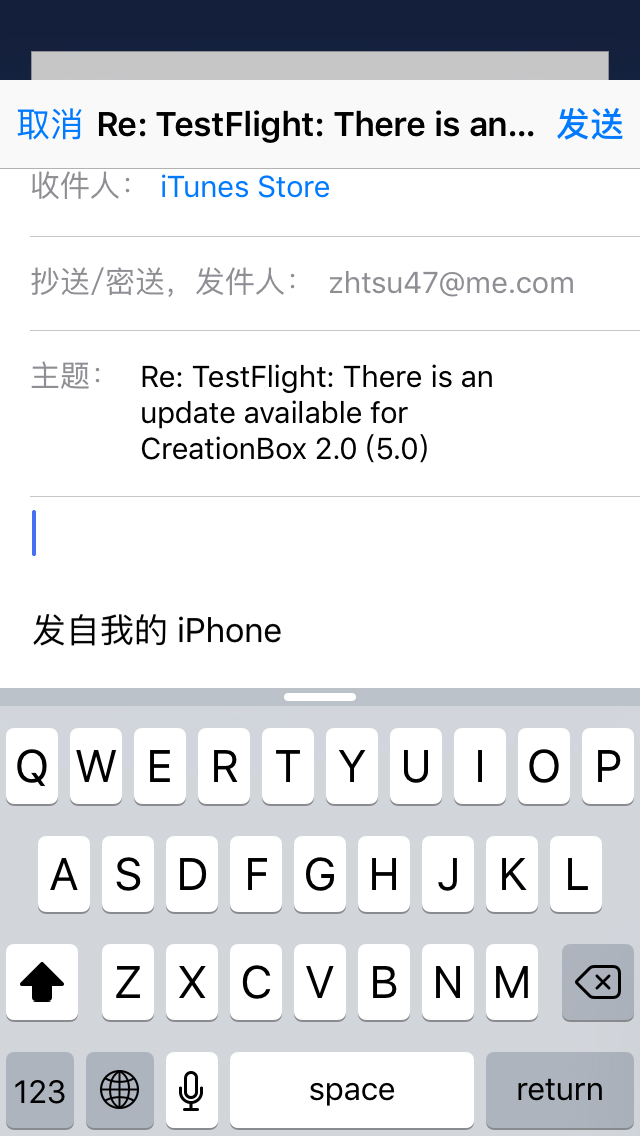 取消 Re: TestFlight: There is an... 发送
收件人： iTunes Store
抄送/密送，发件人： zhtsu47@me.com
主题： Re: TestFlight: There is an
update available for
CreationBox 2.0 (5.0)
发自我的 iPhone
Q W E R T Y U I O P
A S D F G H J K L
Z X C V B N M
123 space return